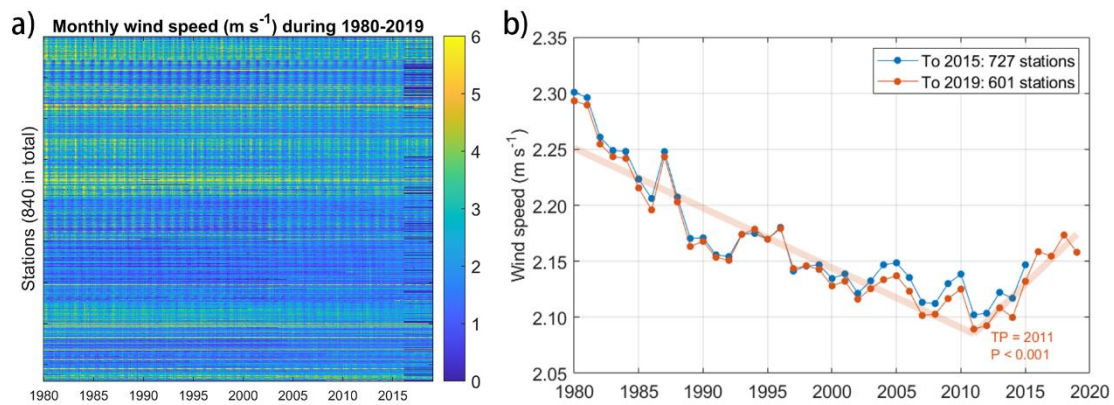 a)
Monthly wind speed (m s⁻¹) during 1980-2019
Stations (840 in total)
6
5
4
3
2
1
0
1980 1985 1990 1995 2000 2005 2010 2015
b)
Wind speed (m s⁻¹)
2.35
2.30
2.25
2.20
2.15
2.10
2.05
To 2015: 727 stations
To 2019: 601 stations
TP = 2011
P < 0.001
1980 1985 1990 1995 2000 2005 2010 2015 2020